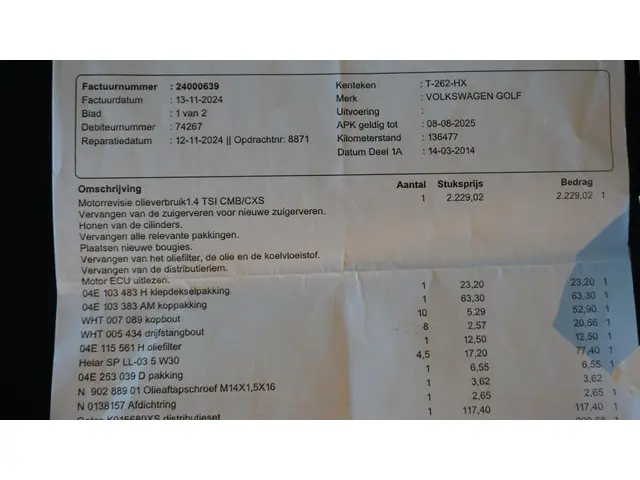 Factuurnummer : 24000639
Factuurdatum : 13-11-2024
Blad : 1 van 2
Debiteurnummer : 74267
Reparatiedatum : 12-11-2024 || Opdrachtnr: 8871
Kenteken : T-262-HX
Merk : VOLKSWAGEN GOLF
Uitvoering :
APK geldig tot : 08-08-2025
Kilometerstand : 136477
Datum Deel 1A : 14-03-2014
Omschrijving Aantal Stuksprijs Bedrag
Motorrevisie olieverbruik1.4 TSI CMB/CXS 1 2.229,02 2.229,02 1
Vervangen van de zuigerveren voor nieuwe zuigerveren.
Honen van de cilinders.
Vervangen alle relevante pakkingen.
Plaatsen nieuwe bougies.
Vervangen van het oliefilter, de olie en de koelvloeistof.
Vervangen van de distributieriem.
Motor ECU uitlezen.
04E 103 483 H klepdekselpakking 1 23,20 23,20 1
04E 103 383 AM koppakking 1 63,30 63,30 1
WHT 007 089 kopbout 10 5,29 52,90 1
WHT 005 434 drijfstangbout 8 2,57 20,56 1
04E 115 561 H oliefilter 1 12,50 12,50 1
Helar SP LL-03 5 W30 4,5 17,20 77,40 1
04E 253 039 D pakking 1 6,55 6,55 1
N 902 889 01 Olieaftapschroef M14X1,5X16 1 3,62 3,62 1
N 0138157 Afdichtring 1 2,65 2,65 1
Gates K015680XS distributieset 1 117,40 117,40 1